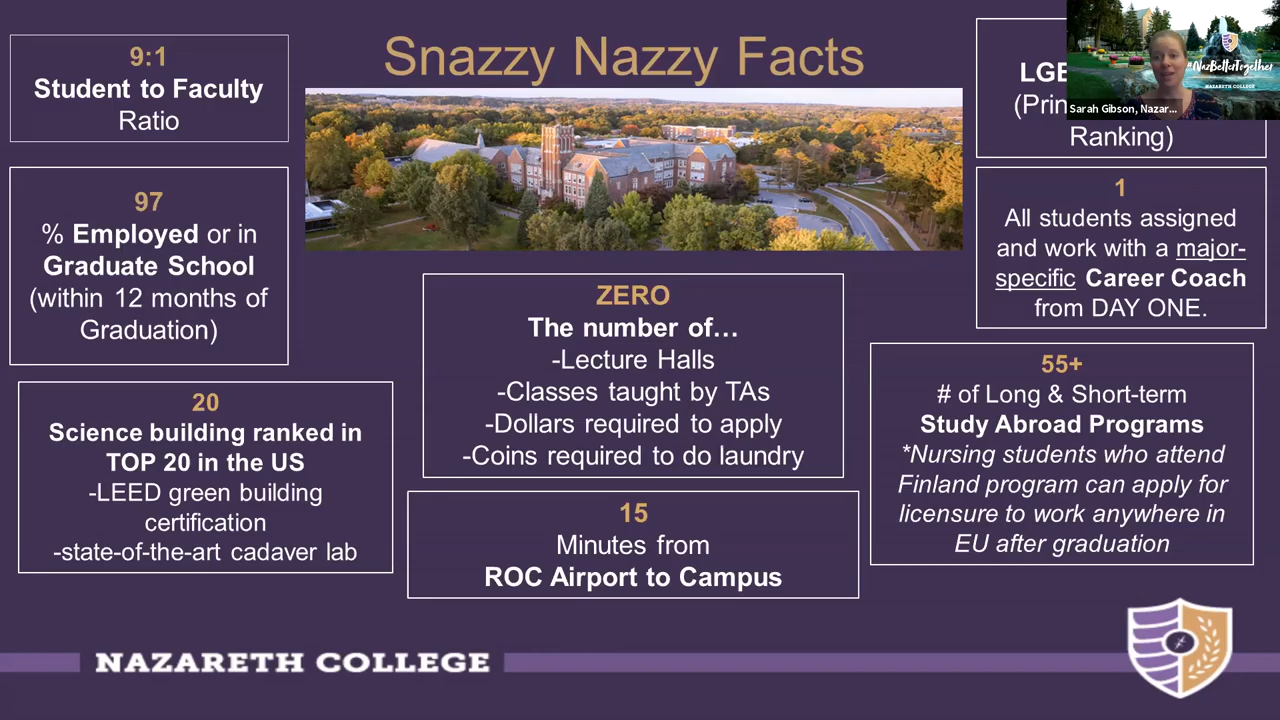 Snazzy Nazzy Facts
9:1
Student to Faculty
Ratio
97
% Employed or in
Graduate School
(within 12 months of
Graduation)
20
Science building ranked in
TOP 20 in the US
-LEED green building
certification
-state-of-the-art cadaver lab
ZERO
The number of…
-Lecture Halls
-Classes taught by TAs
-Dollars required to apply
-Coins required to do laundry
15
Minutes from
ROC Airport to Campus
Ranking)
#NazBetterTogether
NAZARETH COLLEGE
Sarah Gibson, Nazar...
1
All students assigned
and work with a major-
specific Career Coach
from DAY ONE.
55+
# of Long & Short-term
Study Abroad Programs
*Nursing students who attend
Finland program can apply for
licensure to work anywhere in
EU after graduation
NAZARETH COLLEGE